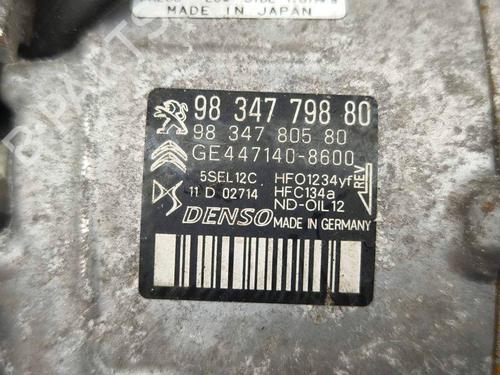 MADE IN JAPAN
98 347 798 80
98 347 805 80
GE447140-8600
5SEL12C HFO1234yf
11 D 02714 HFC134a
ND-OIL12
REV
DENSO MADE IN GERMANY